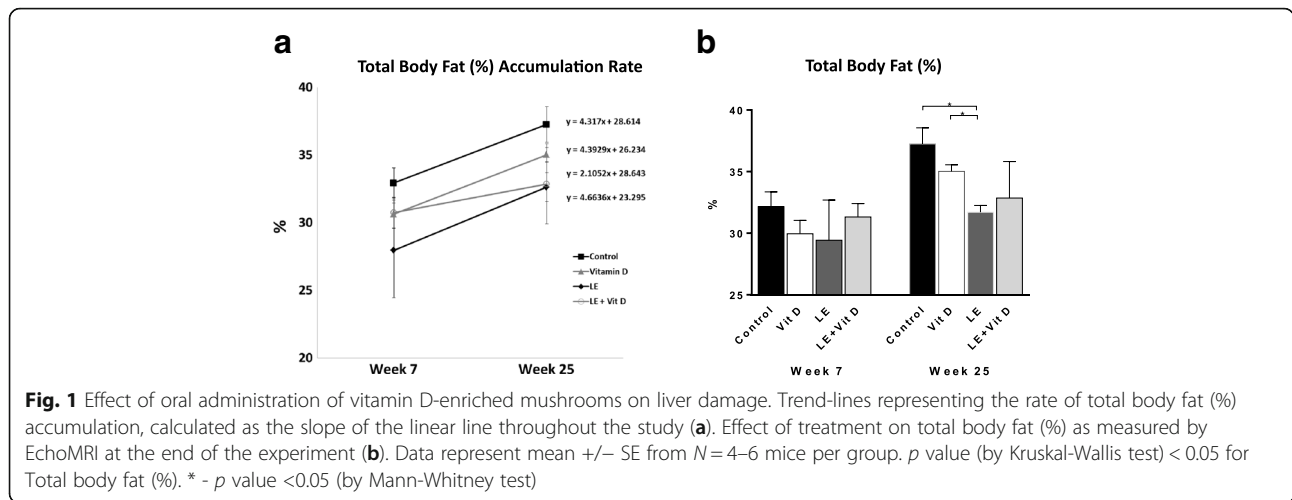 a
Total Body Fat (%) Accumulation Rate
40
35
30
25
20
%
y = 4.317x + 28.614
y = 4.3929x + 26.234
y = 2.1052x + 28.643
y = 4.6636x + 23.295
Control
Vitamin D
LE
LE + Vit D
Week 7
Week 25
b
Total Body Fat (%)
40
35
30
25
%
*
*
Control
Vit D
LE
LE+Vit D
Control
Vit D
LE
LE+Vit D
Week 7
Week 25
Fig. 1 Effect of oral administration of vitamin D-enriched mushrooms on liver damage. Trend-lines representing the rate of total body fat (%)
accumulation, calculated as the slope of the linear line throughout the study (a). Effect of treatment on total body fat (%) as measured by
EchoMRI at the end of the experiment (b). Data represent mean +/− SE from N = 4–6 mice per group. p value (by Kruskal-Wallis test) < 0.05 for
Total body fat (%). * - p value <0.05 (by Mann-Whitney test)